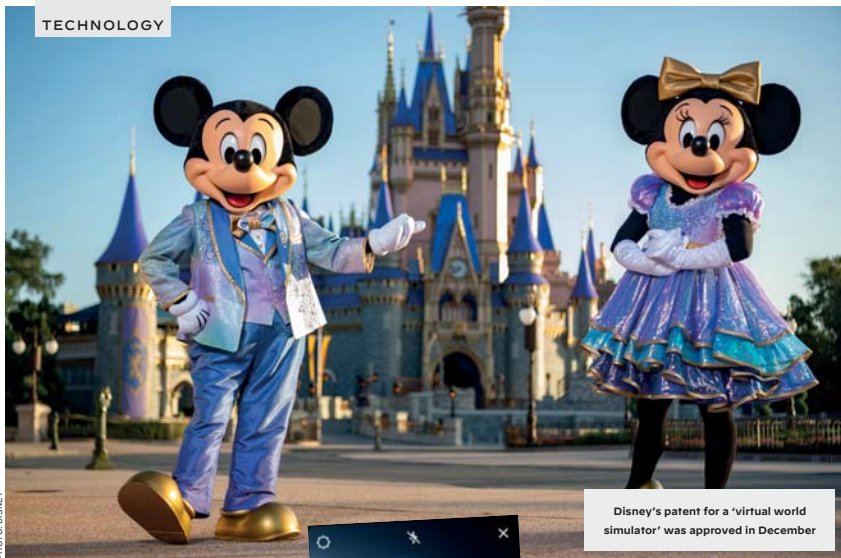 TECHNOLOGY
Disney's patent for a 'virtual world
simulator' was approved in December